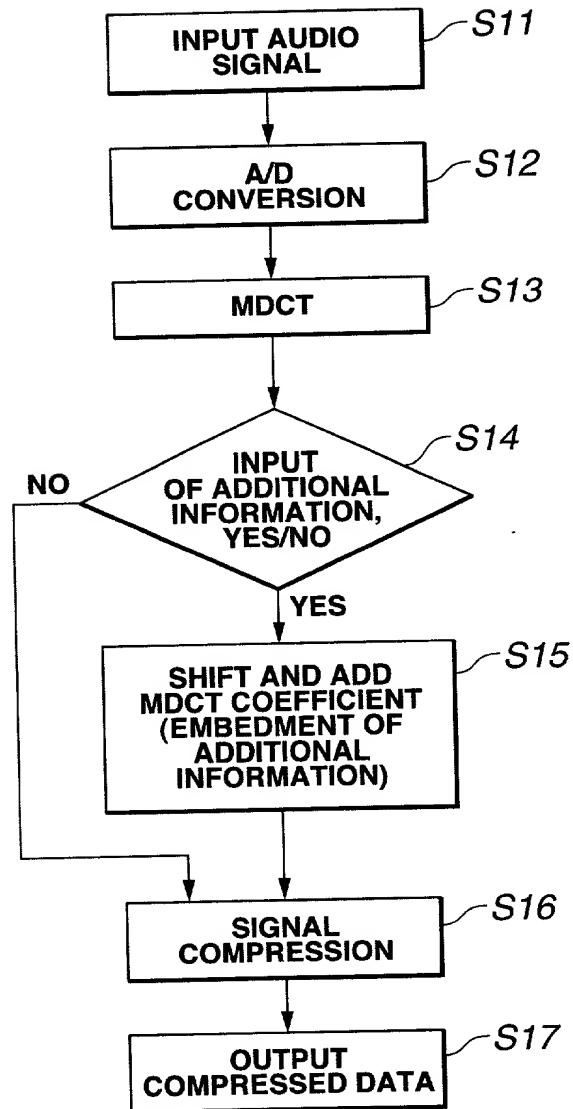 INPUT AUDIO
SIGNAL
S11
A/D
CONVERSION
S12
MDCT
S13
INPUT
OF ADDITIONAL
INFORMATION,
YES/NO
S14
NO
YES
SHIFT AND ADD
MDCT COEFFICIENT
(EMBEDMENT OF
ADDITIONAL
INFORMATION)
S15
SIGNAL
COMPRESSION
S16
OUTPUT
COMPRESSED DATA
S17